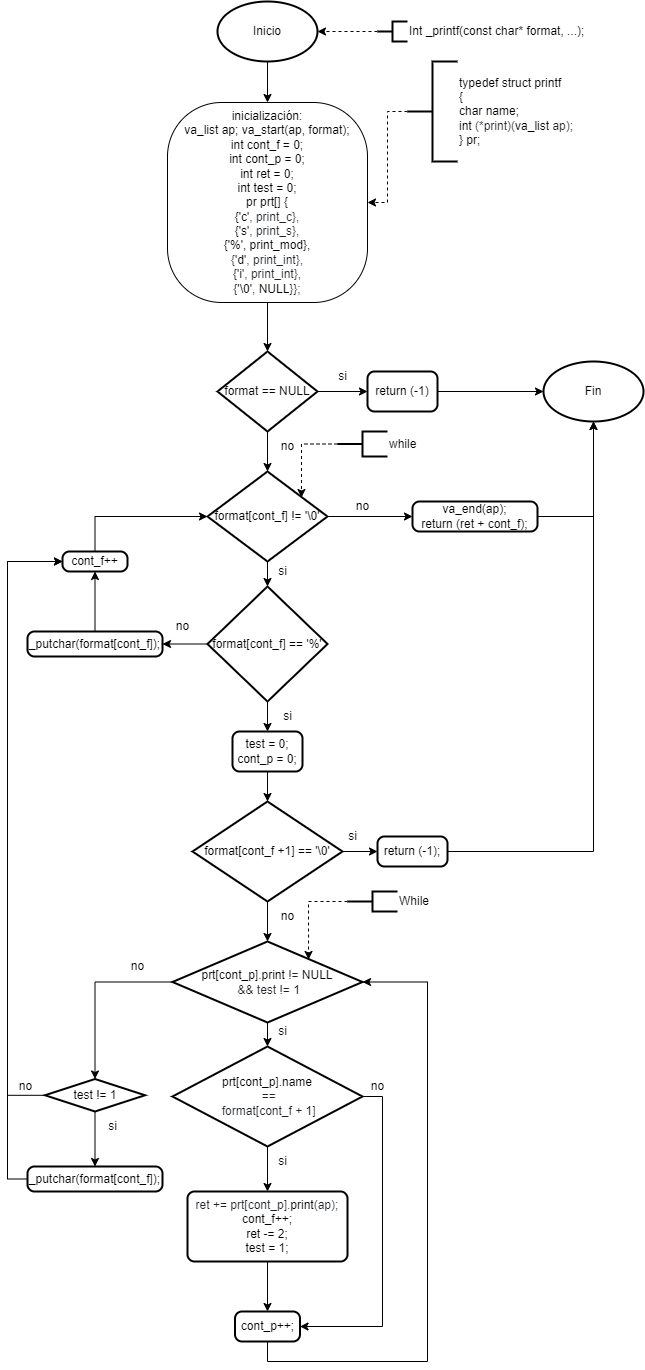 Inicio
Int _printf(const char* format, ...);
typedef struct printf
{
char name;
int (*print)(va_list ap);
} pr;
inicialización:
va_list ap; va_start(ap, format);
int cont_f = 0;
int cont_p = 0;
int ret = 0;
int test = 0;
pr prt[] {
{'c', print_c},
{'s', print_s},
{'%', print_mod},
{'d', print_int},
{'i', print_int},
{'\0', NULL}};
format == NULL
si
return (-1)
Fin
no
while
format[cont_f] != '\0'
no
va_end(ap);
return (ret + cont_f);
cont_f++
si
format[cont_f] == '%'
no
_putchar(format[cont_f]);
si
test = 0;
cont_p = 0;
format[cont_f +1] == '\0'
si
return (-1);
no
While
prt[cont_p].print != NULL
&& test != 1
no
si
test != 1
no
si
prt[cont_p].name
==
format[cont_f + 1]
no
_putchar(format[cont_f]);
si
ret += prt[cont_p].print(ap);
cont_f++;
ret -= 2;
test = 1;
cont_p++;